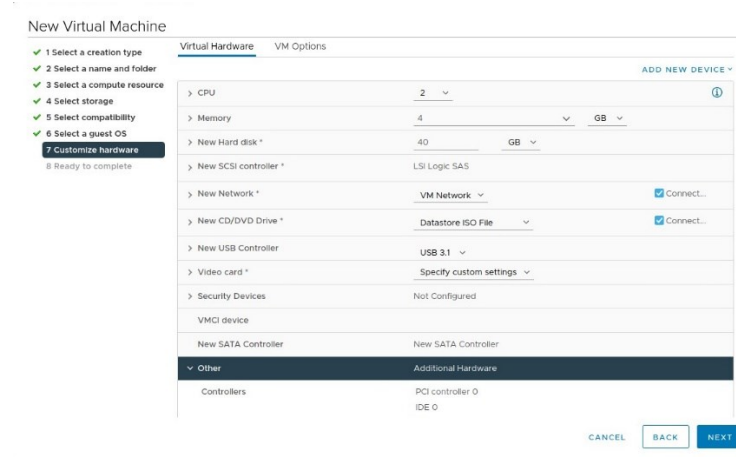 New Virtual Machine
1 Select a creation type
2 Select a name and folder
3 Select a compute resource
4 Select storage
5 Select compatibility
6 Select a guest OS
7 Customize hardware
8 Ready to complete
Virtual Hardware VM Options
ADD NEW DEVICE
CPU 2
Memory 4 GB
New Hard disk * 40 GB
New SCSI controller * LSI Logic SAS
New Network * VM Network Connect...
New CD/DVD Drive * Datastore ISO File Connect...
New USB Controller USB 3.1
Video card * Specify custom settings
Security Devices Not Configured
VMCI device
New SATA Controller New SATA Controller
Other Additional Hardware
Controllers PCI controller 0
IDE 0
CANCEL BACK NEXT